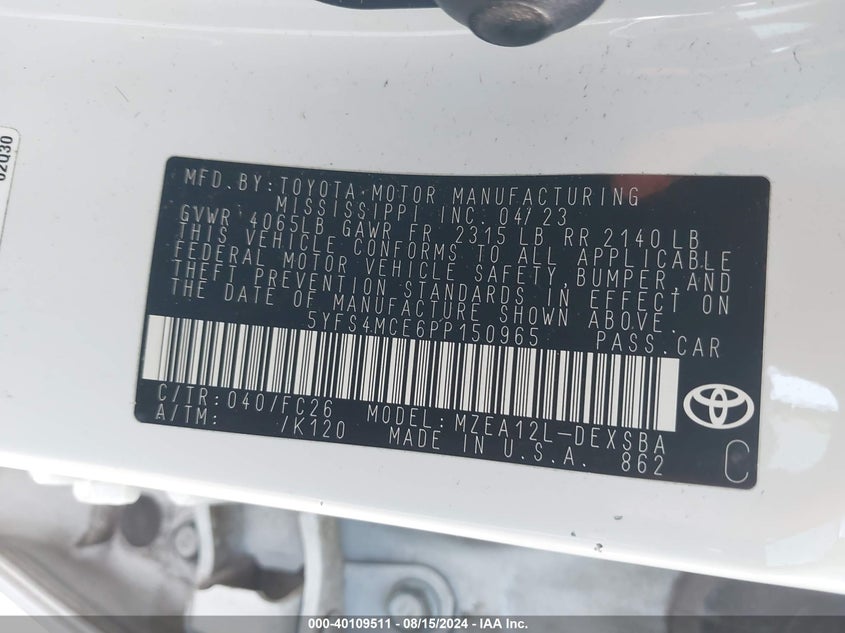 02Q30
MFD.BY:TOYOTA MOTOR MANUFACTURING
MISSISSIPPI INC. 04/23
GVWR 4065LB GAWR FR 2315 LB RR 2140 LB
THIS VEHICLE CONFORMS TO ALL APPLICABLE
FEDERAL MOTOR VEHICLE SAFETY,BUMPER,AND
THEFT PREVENTION STANDARDS IN EFFECT ON
THE DATE OF MANUFACTURE SHOWN ABOVE.
5YFS4MCE6PP150965 PASS.CAR
C/TR: 040/FC26 MODEL: MZEA12L-DEXSBA
A/TM: /K120 MADE IN U.S.A. 862
C
000-40109511 - 08/15/2024 - IAA Inc.